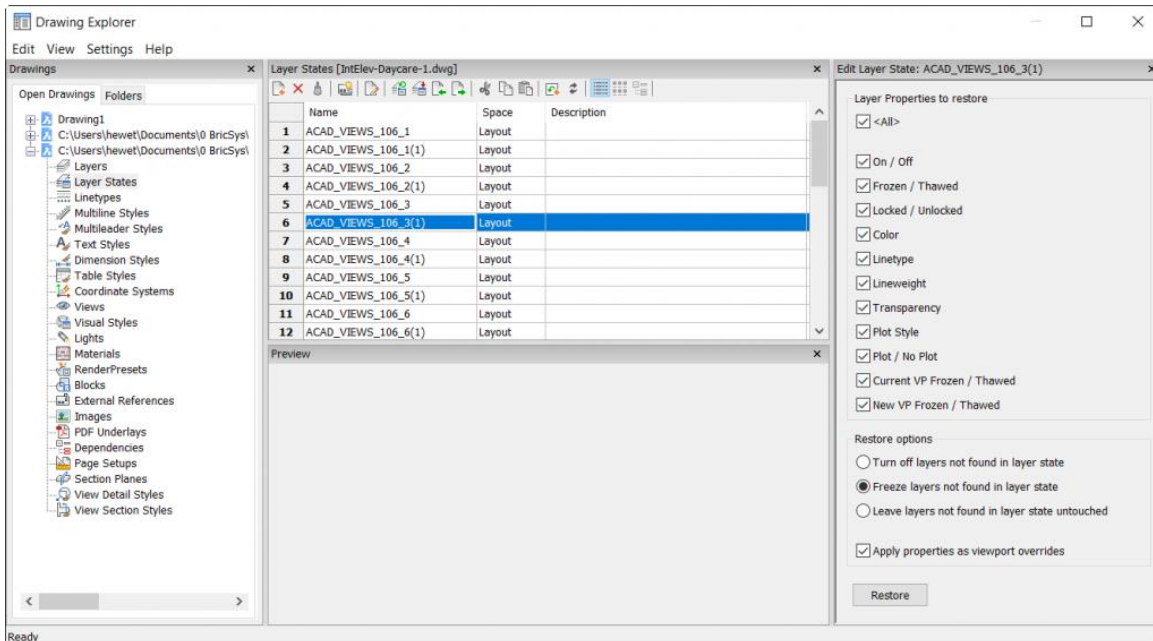 Drawing Explorer
Edit View Settings Help
Drawings
Open Drawings Folders
Drawing1
C:\Users\hewet\Documents\0 BricSys\
C:\Users\hewet\Documents\0 BricSys\
Layers
Layer States
Linetypes
Multiline Styles
Multileader Styles
Text Styles
Dimension Styles
Table Styles
Coordinate Systems
Views
Visual Styles
Lights
Materials
RenderPresets
Blocks
External References
Images
PDF Underlays
Dependencies
Page Setups
Section Planes
View Detail Styles
View Section Styles
Layer States [IntElev-Daycare-1.dwg]
Name Space Description
1 ACAD_VIEWS_106_1 Layout
2 ACAD_VIEWS_106_1(1) Layout
3 ACAD_VIEWS_106_2 Layout
4 ACAD_VIEWS_106_2(1) Layout
5 ACAD_VIEWS_106_3 Layout
6 ACAD_VIEWS_106_3(1) Layout
7 ACAD_VIEWS_106_4 Layout
8 ACAD_VIEWS_106_4(1) Layout
9 ACAD_VIEWS_106_5 Layout
10 ACAD_VIEWS_106_5(1) Layout
11 ACAD_VIEWS_106_6 Layout
12 ACAD_VIEWS_106_6(1) Layout
Preview
Edit Layer State: ACAD_VIEWS_106_3(1)
Layer Properties to restore
<All>
On / Off
Frozen / Thawed
Locked / Unlocked
Color
Linetype
Lineweight
Transparency
Plot Style
Plot / No Plot
Current VP Frozen / Thawed
New VP Frozen / Thawed
Restore options
Turn off layers not found in layer state
Freeze layers not found in layer state
Leave layers not found in layer state untouched
Apply properties as viewport overrides
Restore
Ready